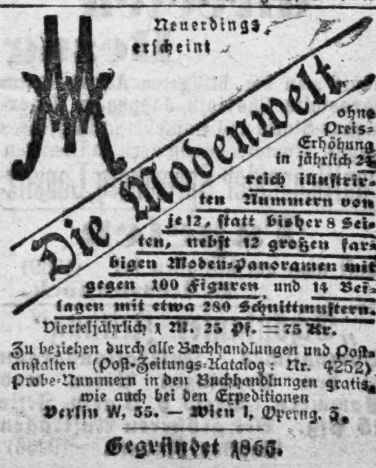 Neuerdings
erscheint
Die Modenwelt
ohne
Preis-
Erhöhung
in jährlich 24
reich illustrir-
ten Nummern von
je 12, statt bisher 8 Sei-
ten, nebst 12 großen far-
bigen Moden-Panoramen mit
gegen 100 Figuren und 14 Bei-
lagen mit etwa 280 Schnittmustern.
Vierteljährlich 1 M. 25 Pf. = 75 Kr.
Zu beziehen durch alle Buchhandlungen und Post-
anstalten (Post-Zeitungs-Katalog: Nr. 4252).
Probe-Nummern in den Buchhandlungen gratis,
wie auch bei den Expeditionen
Berlin W, 35. — Wien I, Operng. 3.
Gegründet 1865.